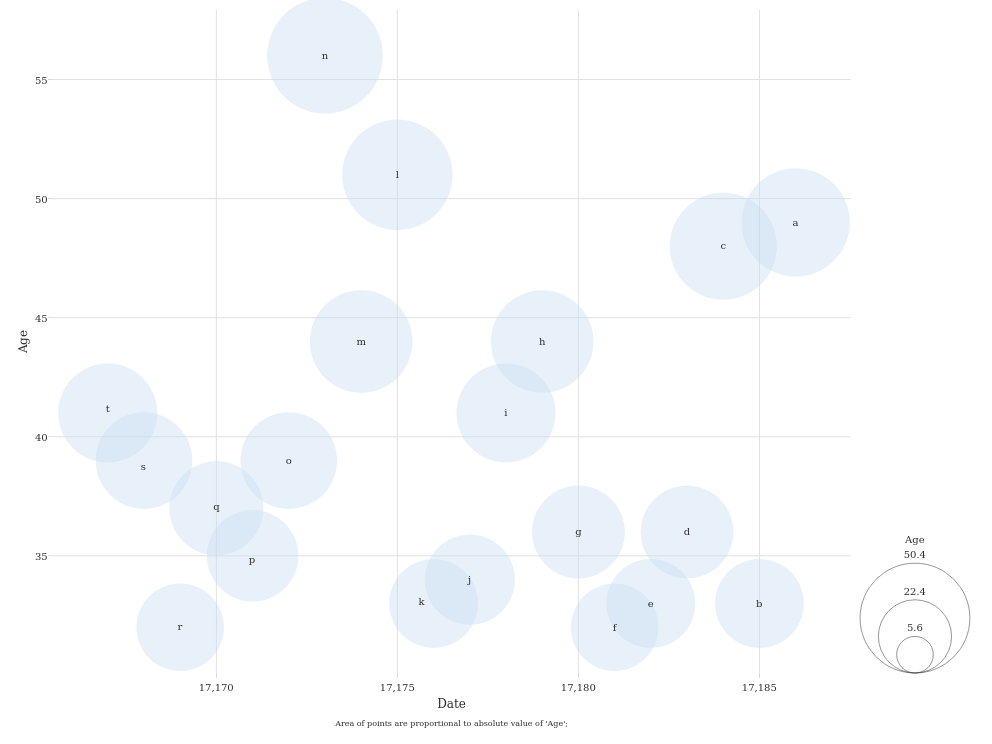 n
55
l
50
a
c
45
m
h
Age
t
i
40
s
o
q
g
d
35
p
j
k
e
b
r
f
Age
50.4
22.4
5.6
17,170
17,175
17,180
17,185
Date
Area of points are proportional to absolute value of 'Age';